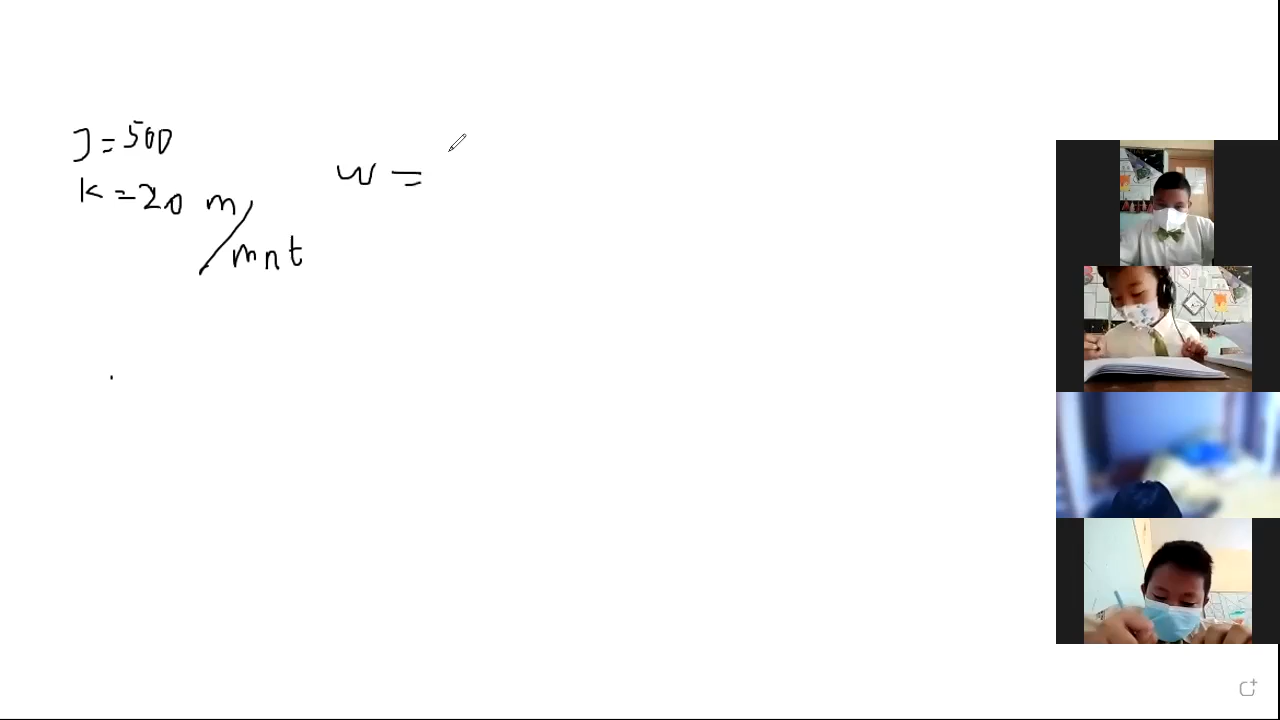 J = 500
K = 20 m/mnt
w =